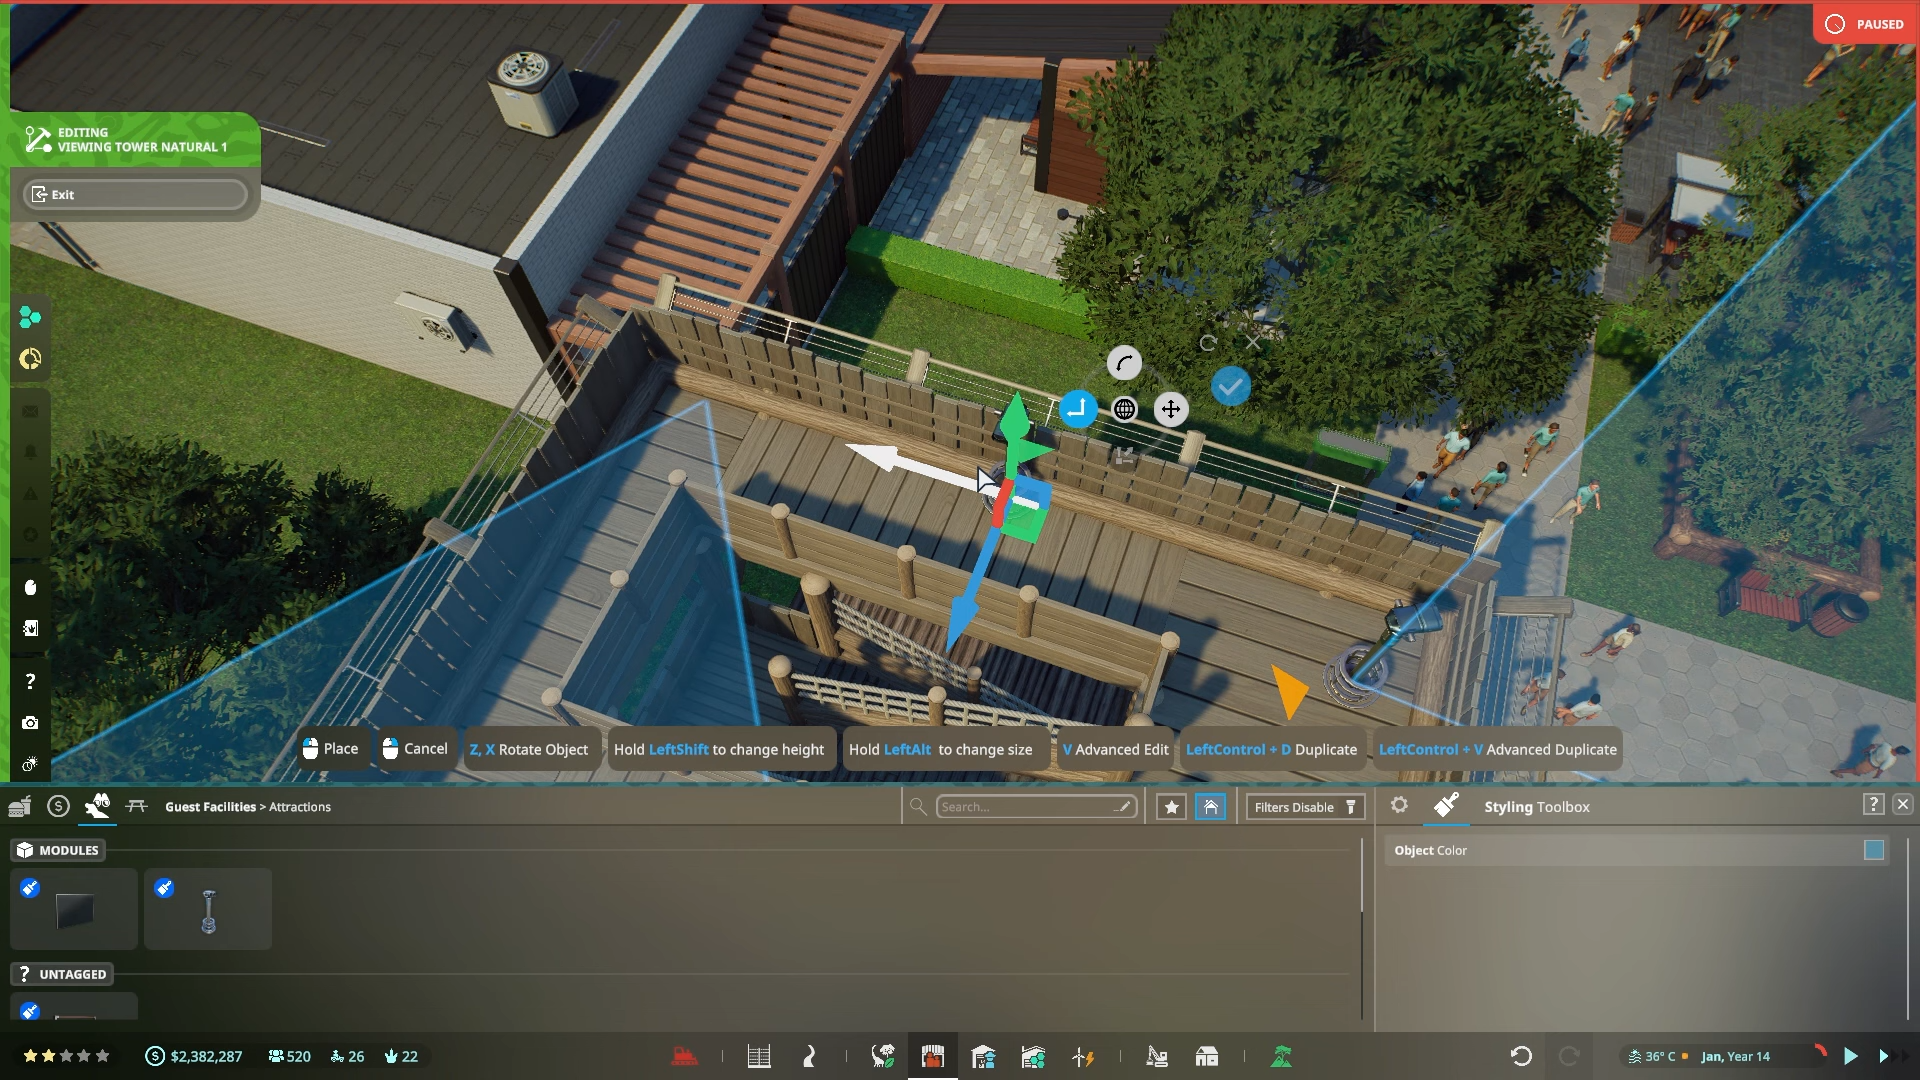 PAUSED
EDITING
VIEWING TOWER NATURAL 1
Exit
?
Place
Cancel
Z, X Rotate Object
Hold LeftShift to change height
Hold LeftAlt to change size
V Advanced Edit
LeftControl + D Duplicate
LeftControl + V Advanced Duplicate
Guest Facilities > Attractions
Search...
Filters Disable
Styling Toolbox
?
MODULES
Object Color
? UNTAGGED
$2,382,287
520
26
22
36° C
Jan, Year 14